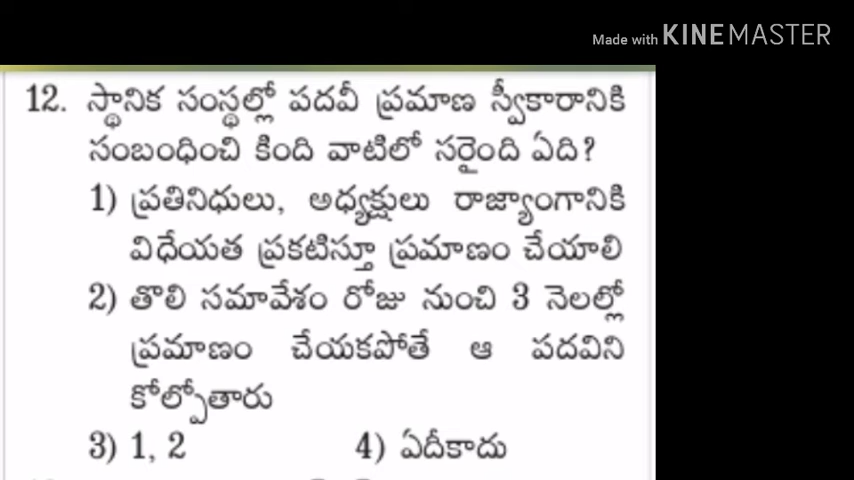 Made with KINEMASTER
12. స్థానిక సంస్థల్లో పదవీ ప్రమాణ స్వీకారానికి
సంబంధించి కింది వాటిలో సరైంది ఏది?
1) ప్రతినిధులు, అధ్యక్షులు రాజ్యాంగానికి
విధేయత ప్రకటిస్తూ ప్రమాణం చేయాలి
2) తొలి సమావేశం రోజు నుంచి 3 నెలల్లో
ప్రమాణం చేయకపోతే ఆ పదవిని
కోల్పోతారు
3) 1, 2 4) ఏదీకాదు